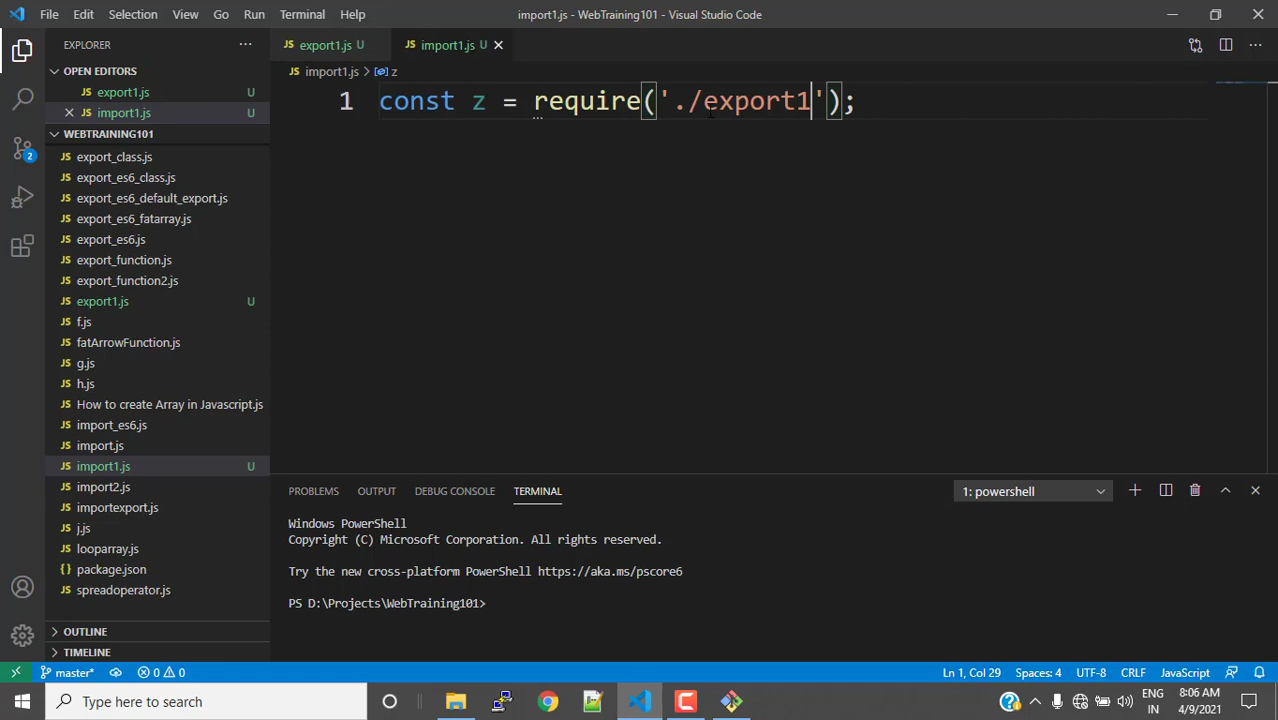 File Edit Selection View Go Run Terminal Help
import1.js - WebTraining101 - Visual Studio Code
EXPLORER
OPEN EDITORS
export1.js
import1.js
WEBTRAINING101
export_class.js
export_es6_class.js
export_es6_default_export.js
export_es6_fatarray.js
export_es6.js
export_function.js
export_function2.js
export1.js U
f.js
fatArrowFunction.js
g.js
h.js
How to create Array in Javascript.js
import_es6.js
import.js
import1.js U
import2.js
importexport.js
j.js
looparray.js
package.json
spreadoperator.js
OUTLINE
TIMELINE
2
JS export1.js U
JS import1.js U
JS import1.js > z
1 const z = require('./export1');
PROBLEMS OUTPUT DEBUG CONSOLE TERMINAL
1: powershell
Windows PowerShell
Copyright (C) Microsoft Corporation. All rights reserved.
Try the new cross-platform PowerShell https://aka.ms/pscore6
PS D:\Projects\WebTraining101>
master* 0 0
Ln 1, Col 29 Spaces: 4 UTF-8 CRLF JavaScript
Type here to search
ENG
IN
8:06 AM
4/9/2021